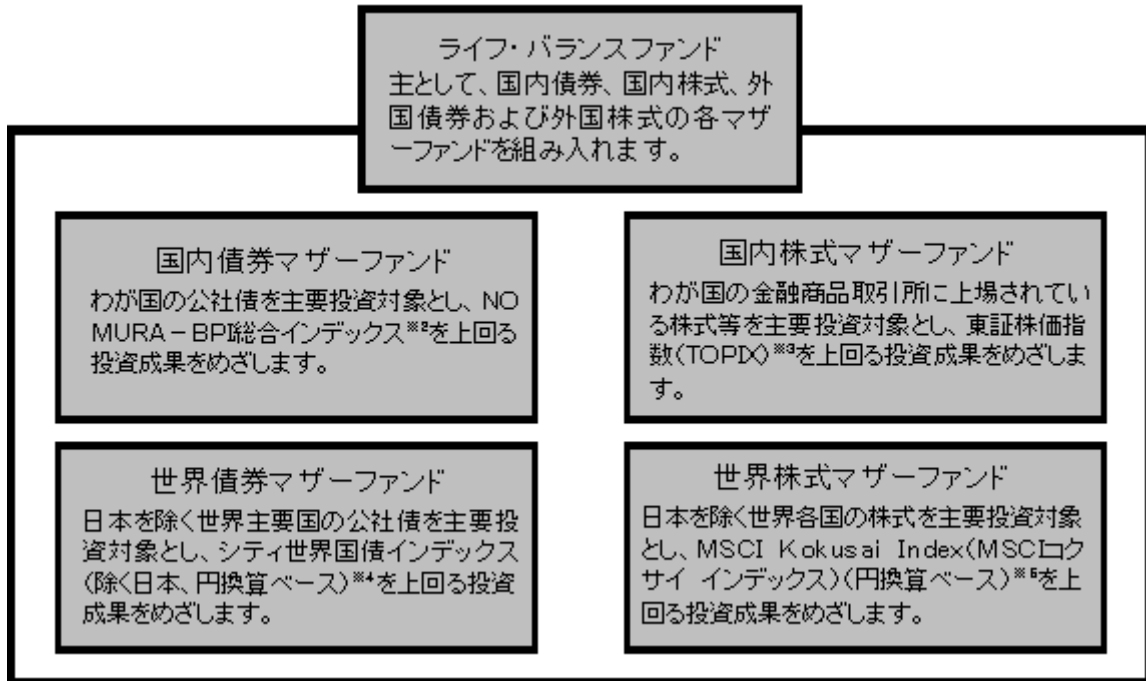 ライフ・バランスファンド
主として、国内債券、国内株式、外
国債券および外国株式の各マザ
ーファンドを組み入れます。
国内債券マザーファンド
わが国の公社債を主要投資対象とし、NO
MURA－BPI総合インデックス※2を上回る
投資成果をめざします。
国内株式マザーファンド
わが国の金融商品取引所に上場されてい
る株式等を主要投資対象とし、東証株価指
数（TOPIX）※3を上回る投資成果をめざしま
す。
世界債券マザーファンド
日本を除く世界主要国の公社債を主要投
資対象とし、シティ世界国債インデックス
（除く日本、円換算ベース）※4を上回る投資
成果をめざします。
世界株式マザーファンド
日本を除く世界各国の株式を主要投資対象
とし、MSCI Kokusai Index（MSCIコク
サイ インデックス）（円換算ベース）※5を上
回る投資成果をめざします。